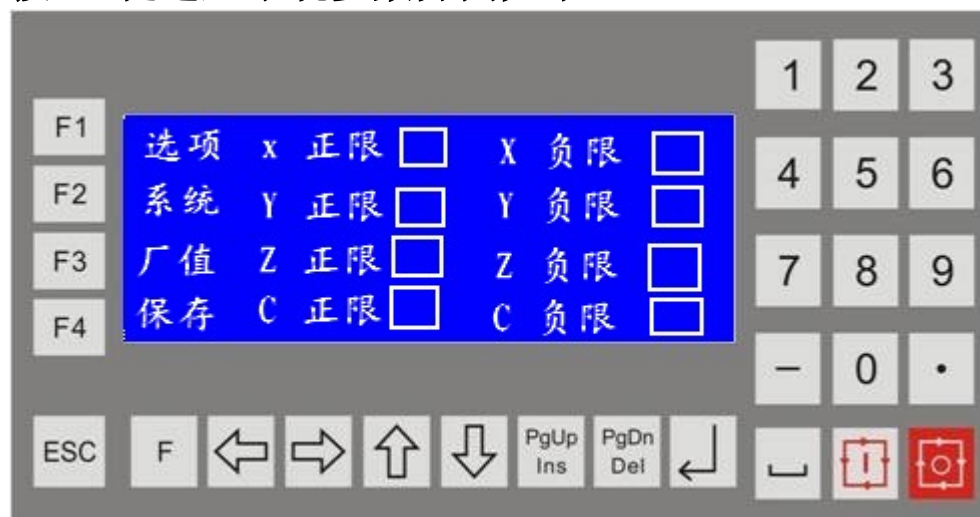 1 2 3
F1 选项 x 正限 X 负限
F2 系统 Y 正限 Y 负限
4 5 6
F3 厂值 Z 正限 Z 负限
7 8 9
F4 保存 C 正限 C 负限
— 0 •
ESC F PgUp Ins PgDn Del